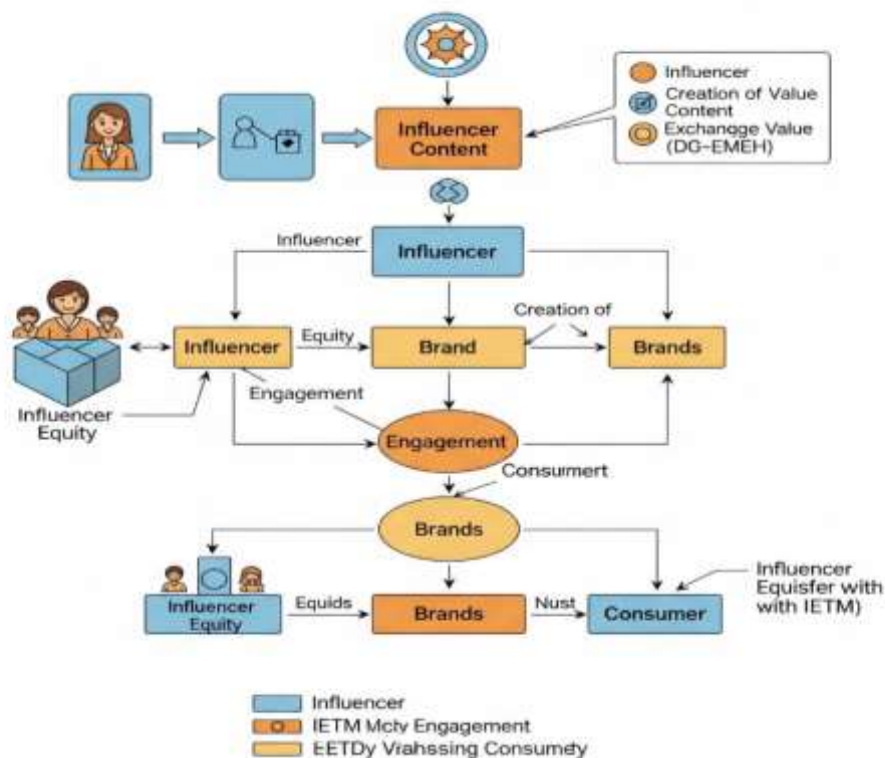 Influencer
Creation of Value
Content
Exchangge Value
(DG-EMEH)
Influencer
Content
Influencer
Influencer
Creation of
Influencer
Equity
Brand
Brands
Influencer
Equity
Engagement
Engagement
Consumert
Brands
Influencer
Equisfer with
with IETM)
Influencer
Equity
Equids
Brands
Nust
Consumer
Influencer
IETM Mcty Engagement
EETDy Viahssing Consumety